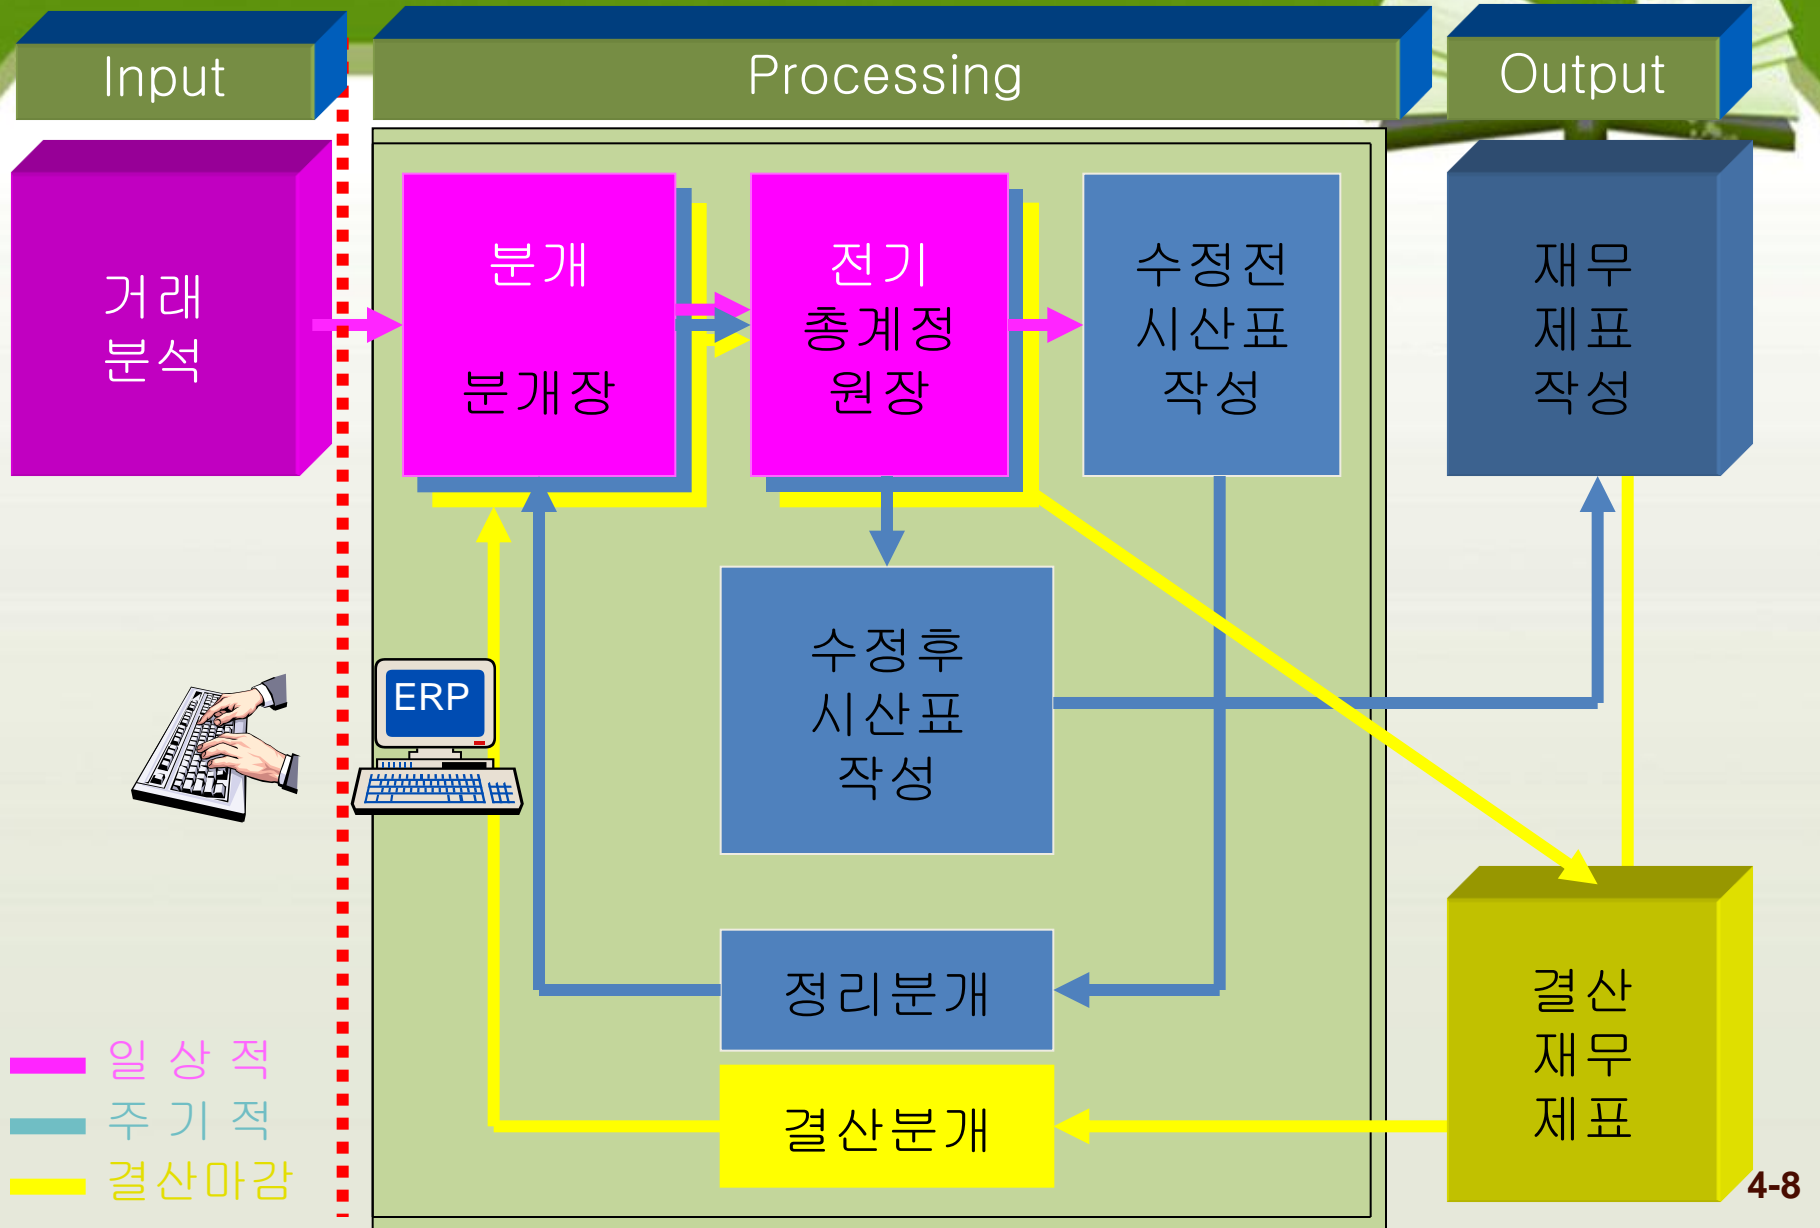 Input
Processing
Output
거래
분석
분개
분개장
전기
총계정
원장
수정전
시산표
작성
재무
제표
작성
수정후
시산표
작성
ERP
정리분개
결산분개
결산
재무
제표
일 상 적
주 기 적
결산마감
4-8